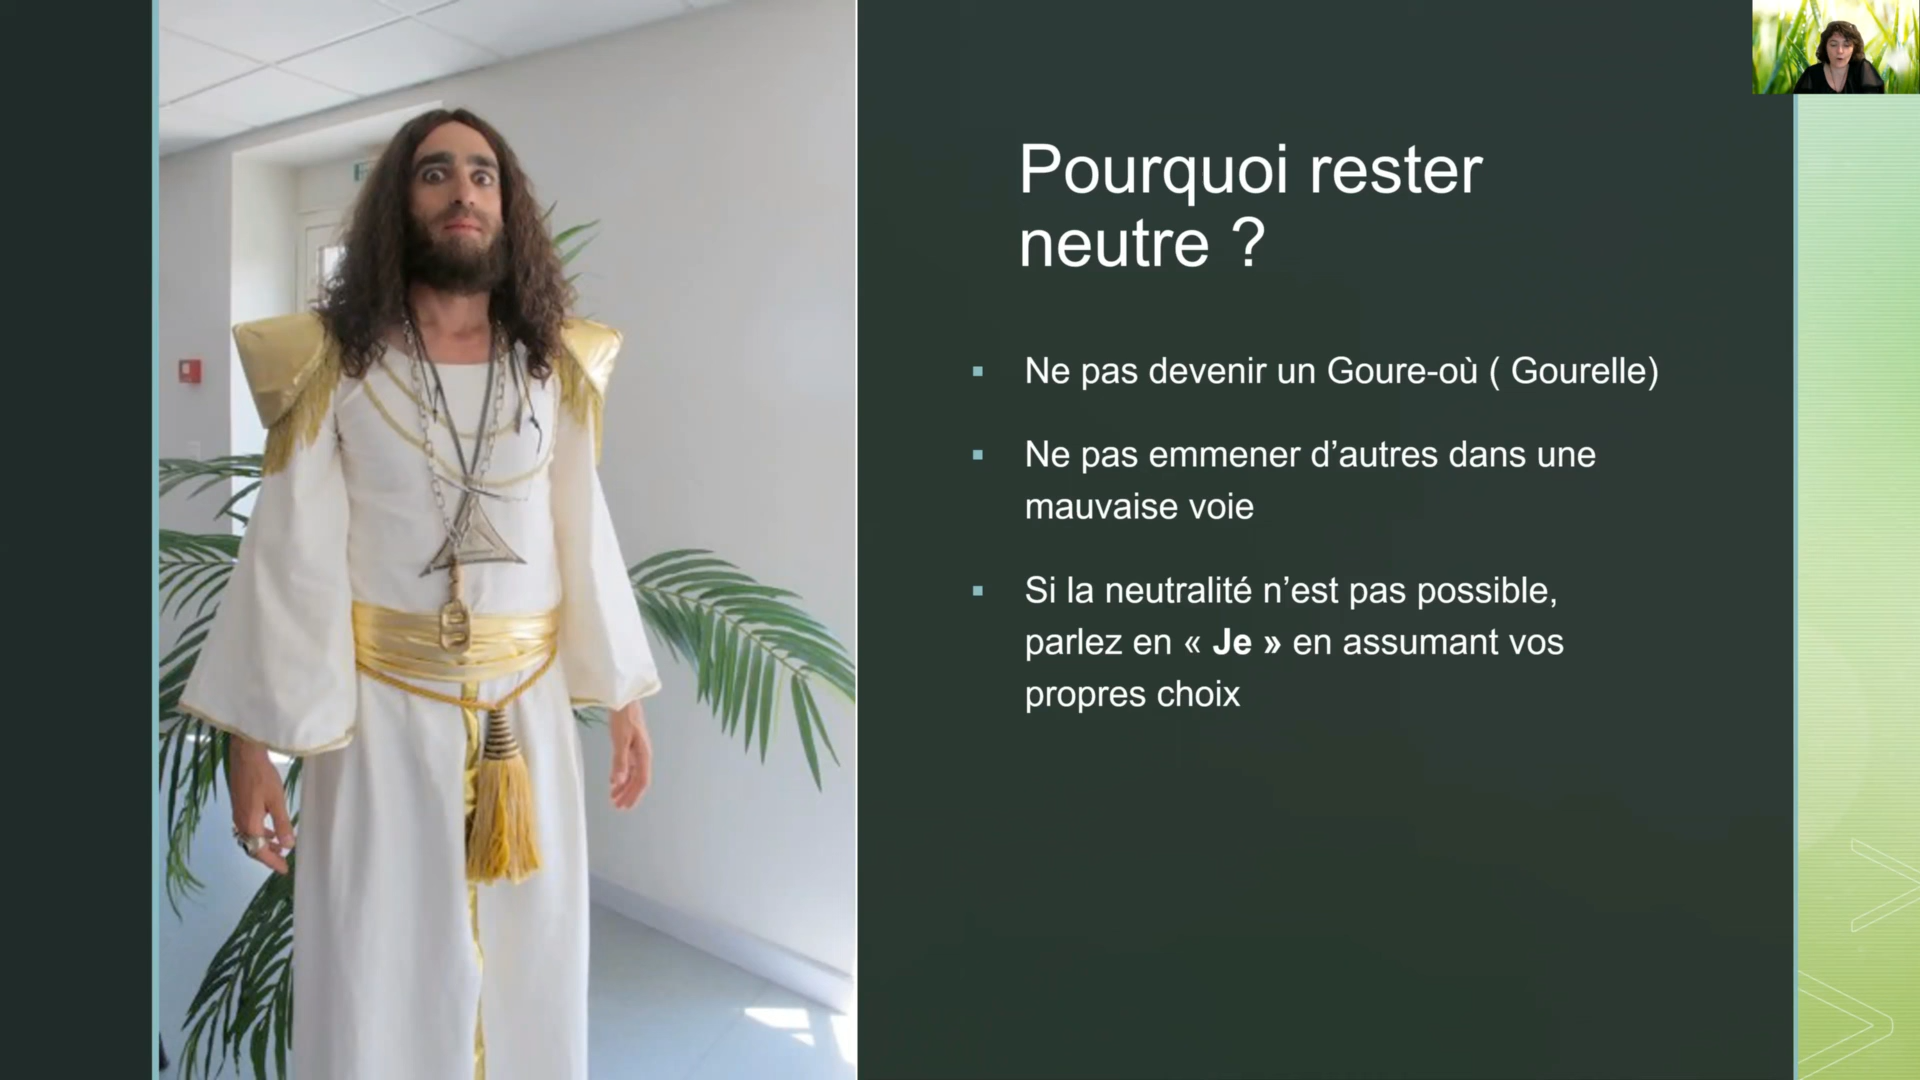 Pourquoi rester
neutre ?
Ne pas devenir un Goure-où ( Gourelle)
Ne pas emmener d’autres dans une
mauvaise voie
Si la neutralité n’est pas possible,
parlez en « Je » en assumant vos
propres choix